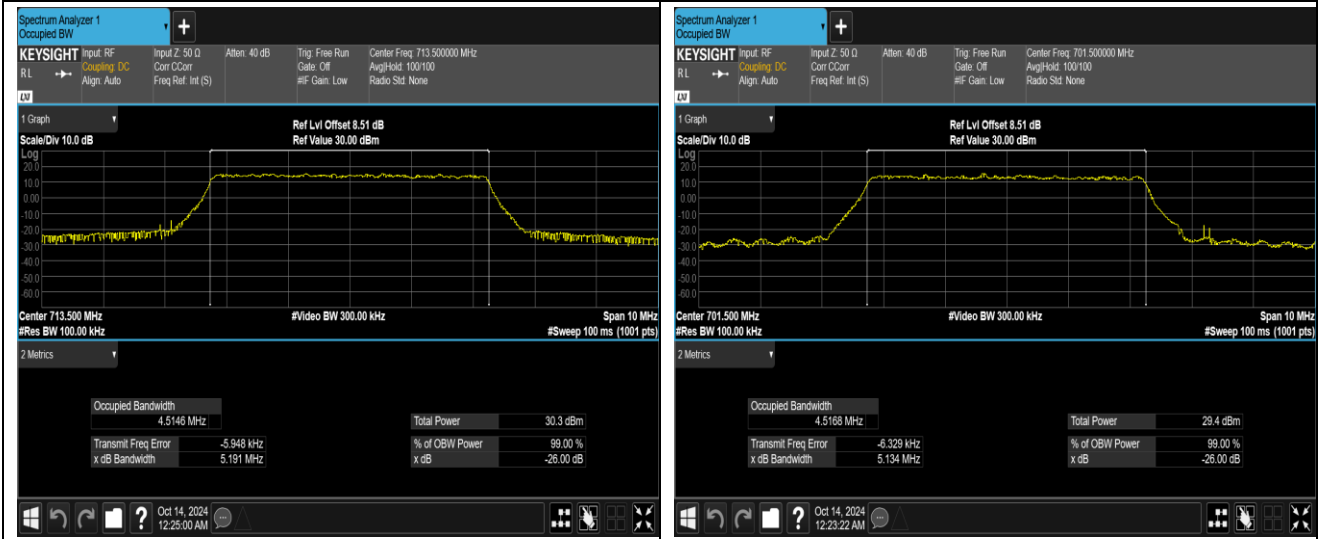 Spectrum Analyzer 1
Occupied BW
+
KEYSIGHT Input: RF Input Z: 50 Ω Atten: 40 dB Trig: Free Run Center Freq: 713.500000 MHz
R L Coupling: DC Corr CCorr Gate: Off Avg|Hold: 100/100
Align: Auto Freq Ref: Int (S) #IF Gain: Low Radio Std: None
LXI
1 Graph
Ref Lvl Offset 8.51 dB
Scale/Div 10.0 dB Ref Value 30.00 dBm
Log
20.0
10.0
0.00
-10.0
-20.0
-30.0
-40.0
-50.0
-60.0
Center 713.500 MHz #Video BW 300.00 kHz Span 10 MHz
#Res BW 100.00 kHz #Sweep 100 ms (1001 pts)
2 Metrics
Occupied Bandwidth
4.5146 MHz Total Power 30.3 dBm
Transmit Freq Error -5.948 kHz % of OBW Power 99.00 %
x dB Bandwidth 5.191 MHz x dB -26.00 dB
? Oct 14, 2024
12:25:00 AM
Spectrum Analyzer 1
Occupied BW
+
KEYSIGHT Input: RF Input Z: 50 Ω Atten: 40 dB Trig: Free Run Center Freq: 701.500000 MHz
R L Coupling: DC Corr CCorr Gate: Off Avg|Hold: 100/100
Align: Auto Freq Ref: Int (S) #IF Gain: Low Radio Std: None
LXI
1 Graph
Ref Lvl Offset 8.51 dB
Scale/Div 10.0 dB Ref Value 30.00 dBm
Log
20.0
10.0
0.00
-10.0
-20.0
-30.0
-40.0
-50.0
-60.0
Center 701.500 MHz #Video BW 300.00 kHz Span 10 MHz
#Res BW 100.00 kHz #Sweep 100 ms (1001 pts)
2 Metrics
Occupied Bandwidth
4.5168 MHz Total Power 29.4 dBm
Transmit Freq Error -6.329 kHz % of OBW Power 99.00 %
x dB Bandwidth 5.134 MHz x dB -26.00 dB
? Oct 14, 2024
12:23:22 AM